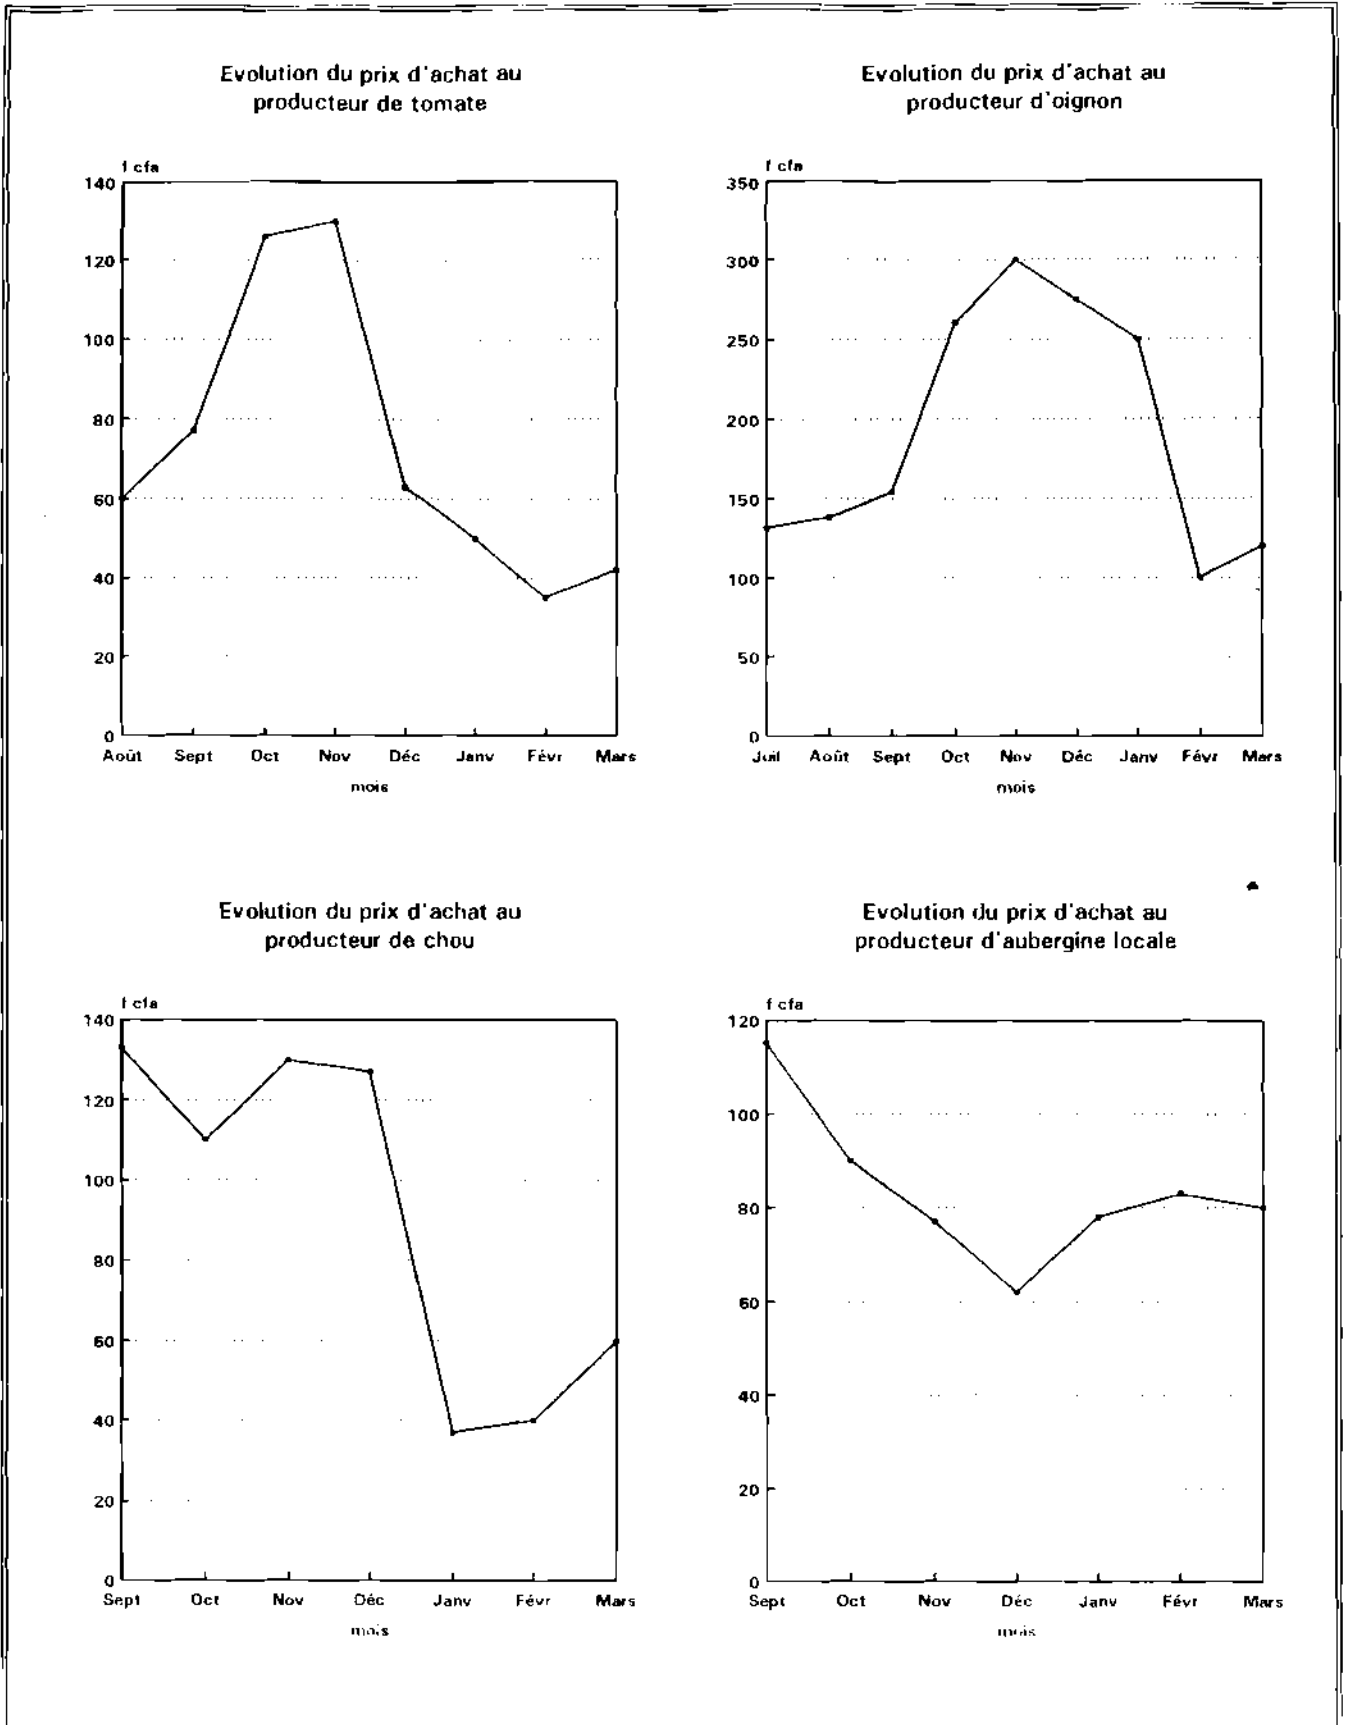 Evolution du prix d'achat au
producteur de tomate
f cfa
140
120
100
80
60
40
20
0
Août Sept Oct Nov Déc Janv Févr Mars
mois
Evolution du prix d'achat au
producteur d'oignon
f cfa
350
300
250
200
150
100
50
0
Juil Août Sept Oct Nov Déc Janv Févr Mars
mois
Evolution du prix d'achat au
producteur de chou
f cfa
140
120
100
80
60
40
20
0
Sept Oct Nov Déc Janv Févr Mars
mois
Evolution du prix d'achat au
producteur d'aubergine locale
f cfa
120
100
80
60
40
20
0
Sept Oct Nov Déc Janv Févr Mars
mois